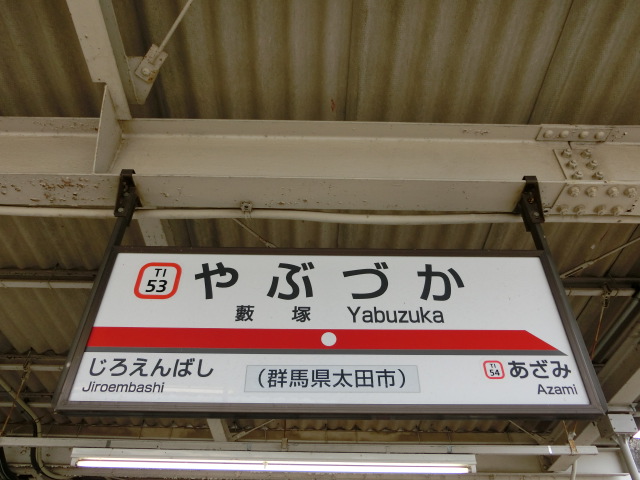 TI
53
やぶづか
藪塚 Yabuzuka
じろえんばし
Jiroembashi
(群馬県太田市)
TI
54
あざみ
Azami